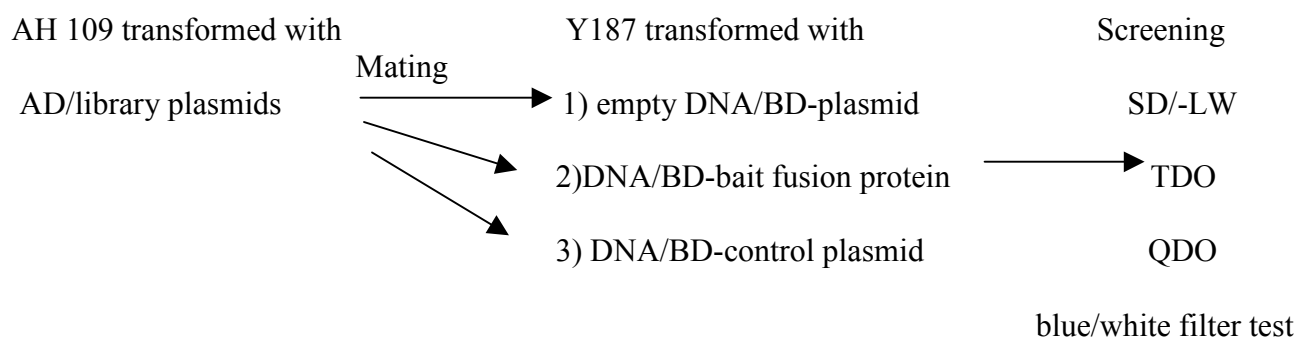 AH 109 transformed with Y187 transformed with Screening
Mating
AD/library plasmids 1) empty DNA/BD-plasmid SD/-LW
2)DNA/BD-bait fusion protein TDO
3) DNA/BD-control plasmid QDO
blue/white filter test